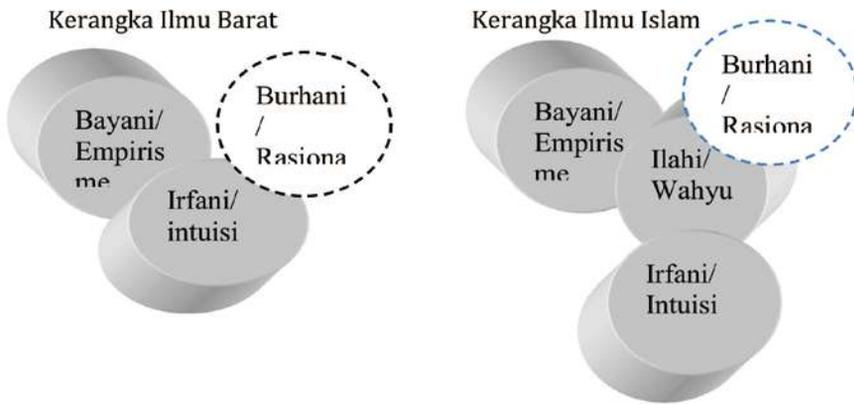 Kerangka Ilmu Barat
Bayani/
Empiris
me
Burhani
/
Rasiona
Irfani/
intuisi
Kerangka Ilmu Islam
Bayani/
Empiris
me
Burhani
/
Rasiona
Ilahi/
Wahyu
Irfani/
Intuisi